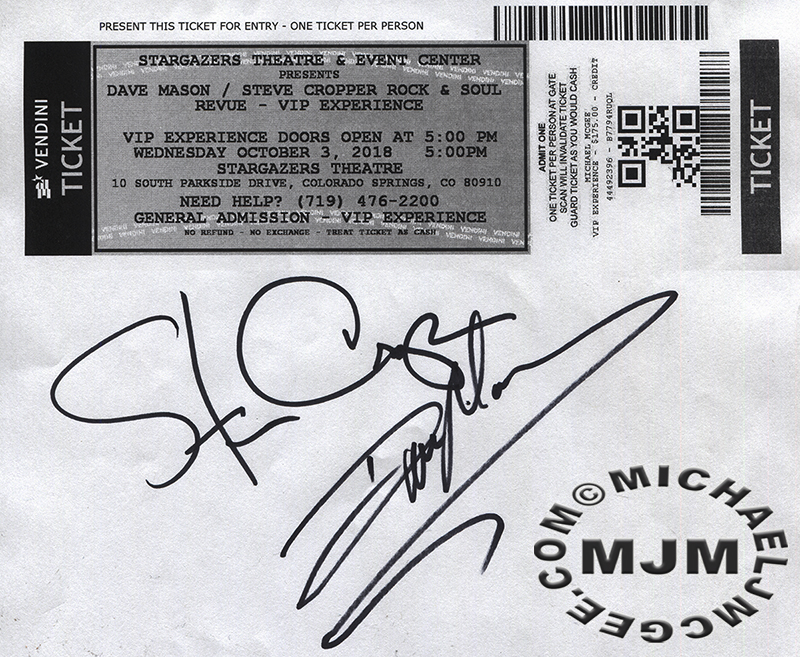 PRESENT THIS TICKET FOR ENTRY - ONE TICKET PER PERSON
VENDINI
TICKET
STARGAZERS THEATRE & EVENT CENTER
PRESENTS
DAVE MASON / STEVE CROPPER ROCK & SOUL
REVUE - VIP EXPERIENCE
VIP EXPERIENCE DOORS OPEN AT 5:00 PM
WEDNESDAY OCTOBER 3, 2018 5:00PM
STARGAZERS THEATRE
10 SOUTH PARKSIDE DRIVE, COLORADO SPRINGS, CO 80910
NEED HELP? (719) 476-2200
GENERAL ADMISSION - VIP EXPERIENCE
NO REFUND - NO EXCHANGE - TREAT TICKET AS CASH
ADMIT ONE
ONE TICKET PER PERSON AT GATE
SCAN WILL INVALIDATE TICKET
GUARD TICKET AS YOU WOULD CASH
MICHAEL MCGEE
VIP EXPERIENCE - $175.00 - CREDIT
44492396 - B7794RUQL
TICKET
©MICHAELJMCGEE.COM
MJM